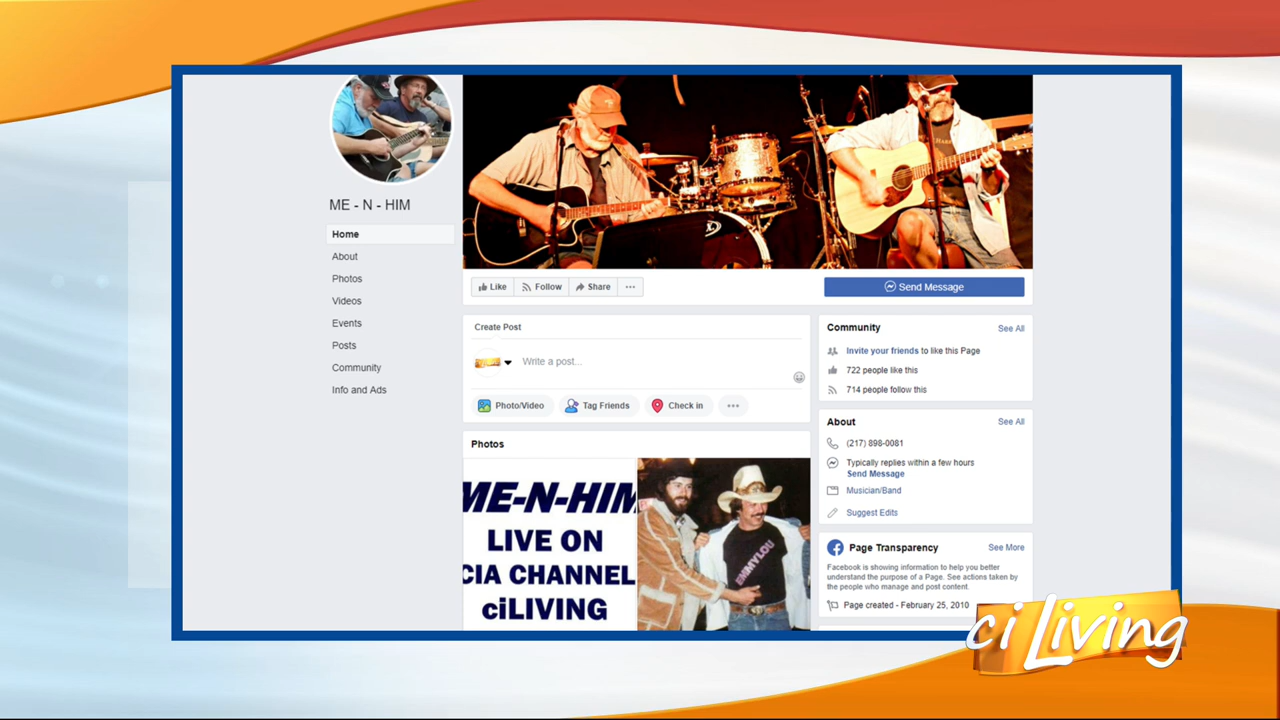 ME - N - HIM
Home
About
Photos
Videos
Events
Posts
Community
Info and Ads
Like
Follow
Share
Send Message
Create Post
Write a post...
Photo/Video
Tag Friends
Check in
Photos
ME-N-HIM
LIVE ON
CIA CHANNEL
ciLIVING
EMMYLOU
Community
See All
Invite your friends to like this Page
722 people like this
714 people follow this
About
See All
(217) 898-0081
Typically replies within a few hours
Send Message
Musician/Band
Suggest Edits
Page Transparency
See More
Facebook is showing information to help you better
understand the purpose of a Page. See actions taken by
the people who manage and post content.
Page created - February 25, 2010
ci Living